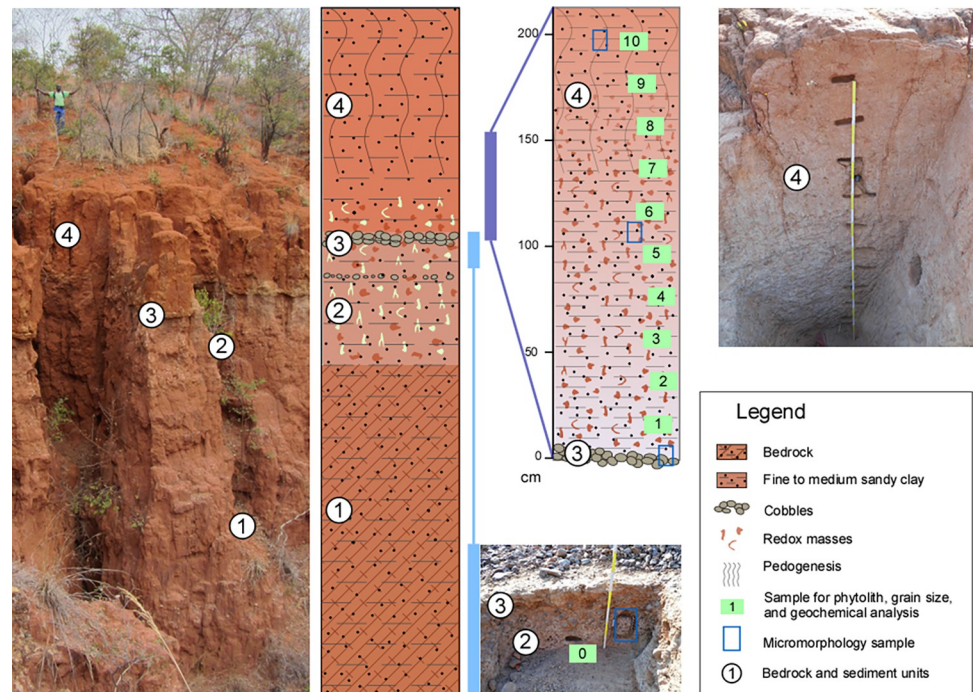 4
3
2
1
4
3
2
1
200
150
100
50
0
cm
4
10
9
8
7
6
5
4
3
2
1
3
3
2
0
4
Legend
Bedrock
Fine to medium sandy clay
Cobbles
Redox masses
Pedogenesis
1 Sample for phytolith, grain size,
and geochemical analysis
Micromorphology sample
1 Bedrock and sediment units